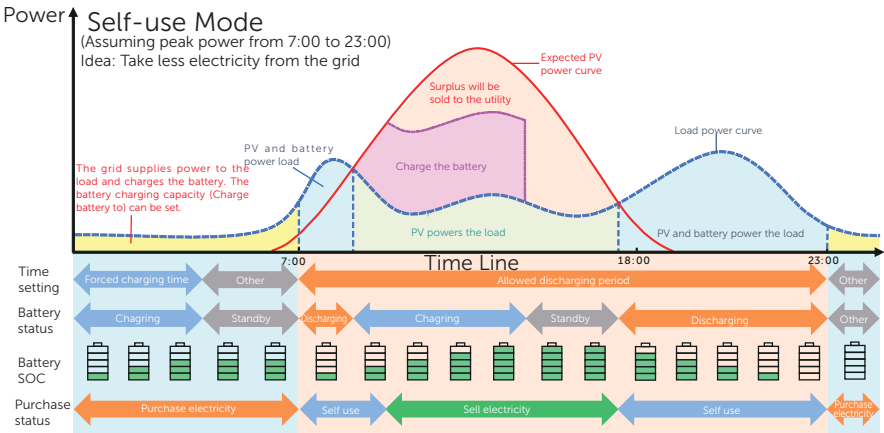 Power
Self-use Mode
(Assuming peak power from 7:00 to 23:00)
Idea: Take less electricity from the grid
Expected PV
power curve
Surplus will be
sold to the utility
PV and battery
power load
Load power curve
The grid supplies power to the
load and charges the battery. The
battery charging capacity (Charge
battery to) can be set.
Charge the battery
PV powers the load
PV and battery power the load
7:00
Time Line
18:00
23:00
Time
setting
Forced charging time
Other
Allowed discharging period
Other
Battery
status
Chagring
Standby
Discharging
Chagring
Standby
Discharging
Other
Battery
SOC
Purchase
status
Purchase electricity
Self use
Sell electricity
Self use
Purchase
electricity